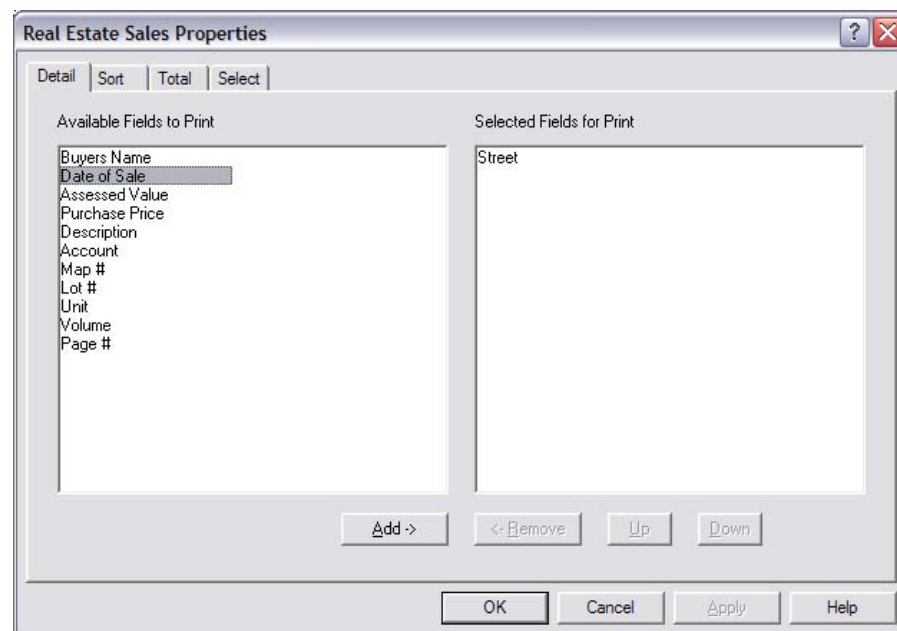 Real Estate Sales Properties
?
Detail Sort Total Select
Available Fields to Print
Buyers Name
Date of Sale
Assessed Value
Purchase Price
Description
Account
Map #
Lot #
Unit
Volume
Page #
Selected Fields for Print
Street
Add -> <- Remove Up Down
OK Cancel Apply Help